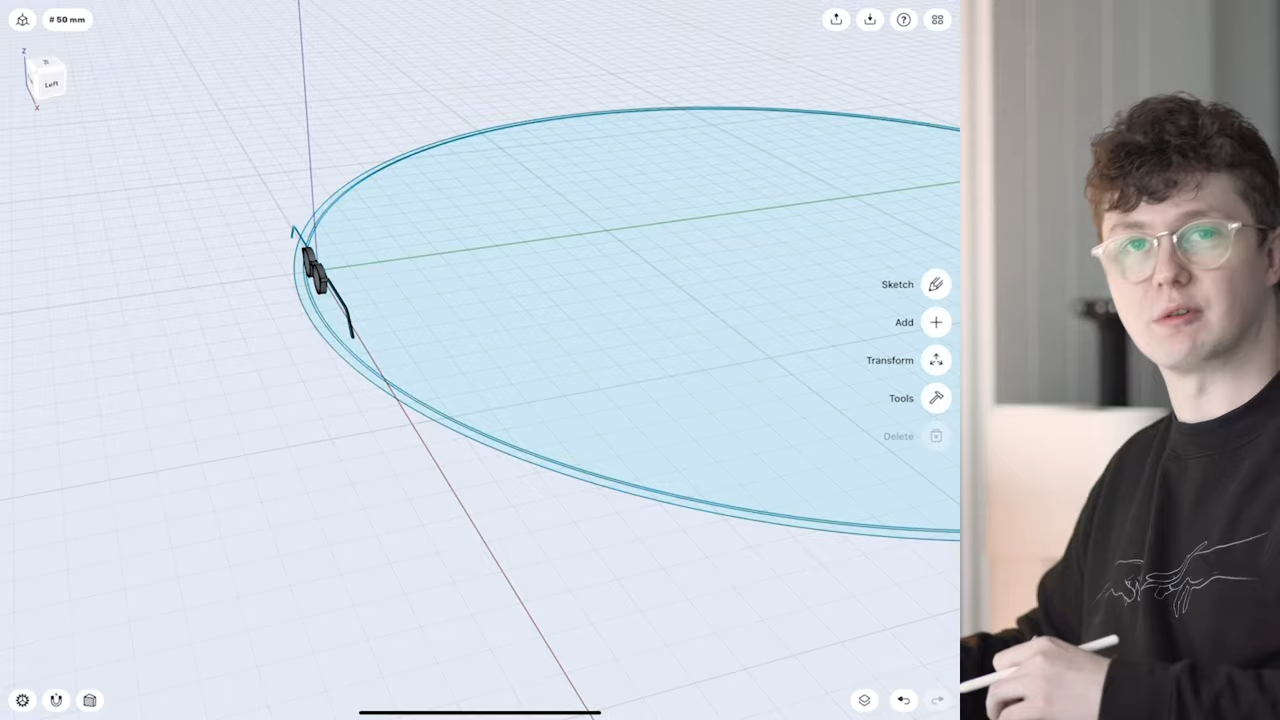 # 50 mm
Z
Left
X
Sketch
Add
Transform
Tools
Delete